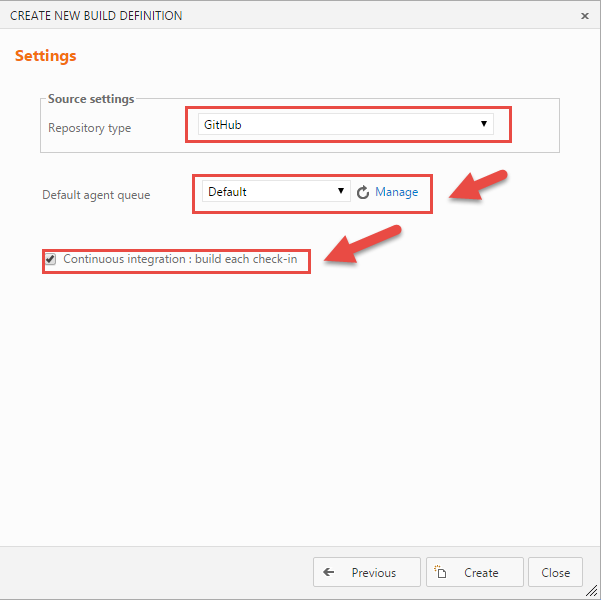 CREATE NEW BUILD DEFINITION
Settings
Source settings
Repository type GitHub
Default agent queue Default Manage
Continuous integration : build each check-in
Previous Create Close